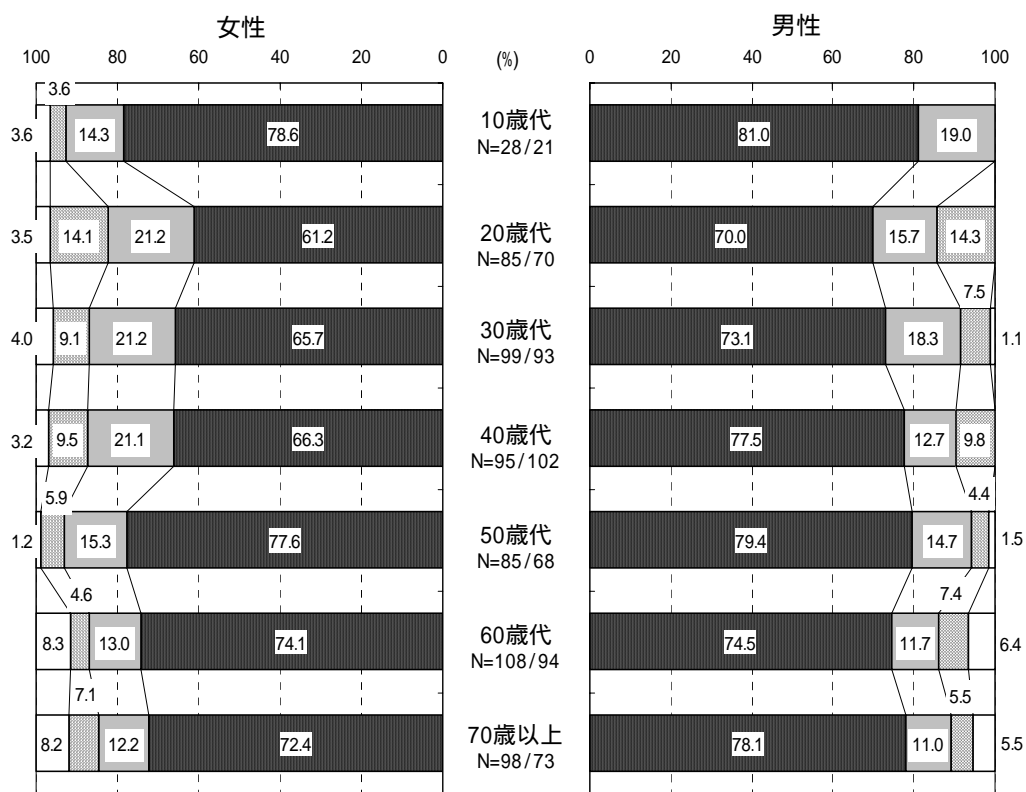 女性 男性
100 80 60 40 20 0 (%) 0 20 40 60 80 100
3.6
3.6 14.3 78.6 10歳代 81.0 19.0
N=28/21
3.5 14.1 21.2 61.2 20歳代 70.0 15.7 14.3
N=85/70
7.5
4.0 9.1 21.2 65.7 30歳代 73.1 18.3 1.1
N=99/93
3.2 9.5 21.1 66.3 40歳代 77.5 12.7 9.8
N=95/102
5.9 4.4
1.2 15.3 77.6 50歳代 79.4 14.7 1.5
N=85/68
4.6 7.4
8.3 13.0 74.1 60歳代 74.5 11.7 6.4
N=108/94
7.1 5.5
8.2 12.2 72.4 70歳以上 78.1 11.0 5.5
N=98/73